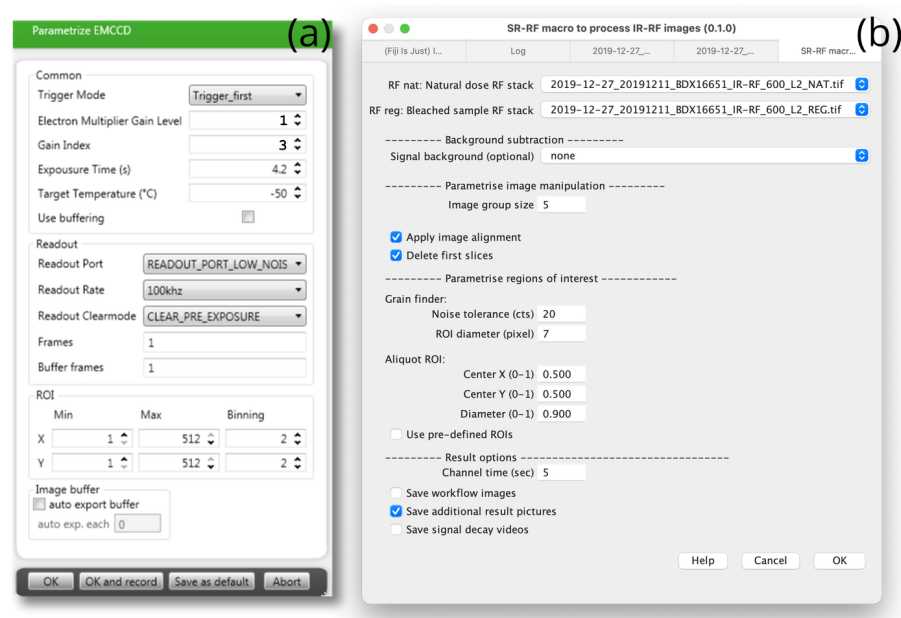 Parametrize EMCCD
(a)
Common
Trigger Mode Trigger_first
Electron Multiplier Gain Level 1
Gain Index 3
Expousure Time (s) 4.2
Target Temperature (°C) -50
Use buffering
Readout
Readout Port READOUT_PORT_LOW_NOIS
Readout Rate 100khz
Readout Clearmode CLEAR_PRE_EXPOSURE
Frames 1
Buffer frames 1
ROI
Min Max Binning
X 1 512 2
Y 1 512 2
Image buffer
auto export buffer
auto exp. each 0
OK OK and record Save as default Abort
SR-RF macro to process IR-RF images (0.1.0)
(b)
(Fiji Is Just) I... Log 2019-12-27_... 2019-12-27_... SR-RF macr...
RF nat: Natural dose RF stack 2019-12-27_20191211_BDX16651_IR-RF_600_L2_NAT.tif
RF reg: Bleached sample RF stack 2019-12-27_20191211_BDX16651_IR-RF_600_L2_REG.tif
--------- Background subtraction ---------
Signal background (optional) none
--------- Parametrise image manipulation ---------
Image group size 5
Apply image alignment
Delete first slices
--------- Parametrise regions of interest ------------
Grain finder:
Noise tolerance (cts) 20
ROI diameter (pixel) 7
Aliquot ROI:
Center X (0-1) 0.500
Center Y (0-1) 0.500
Diameter (0-1) 0.900
Use pre-defined ROIs
--------- Result options ---------------------------------
Channel time (sec) 5
Save workflow images
Save additional result pictures
Save signal decay videos
Help Cancel OK